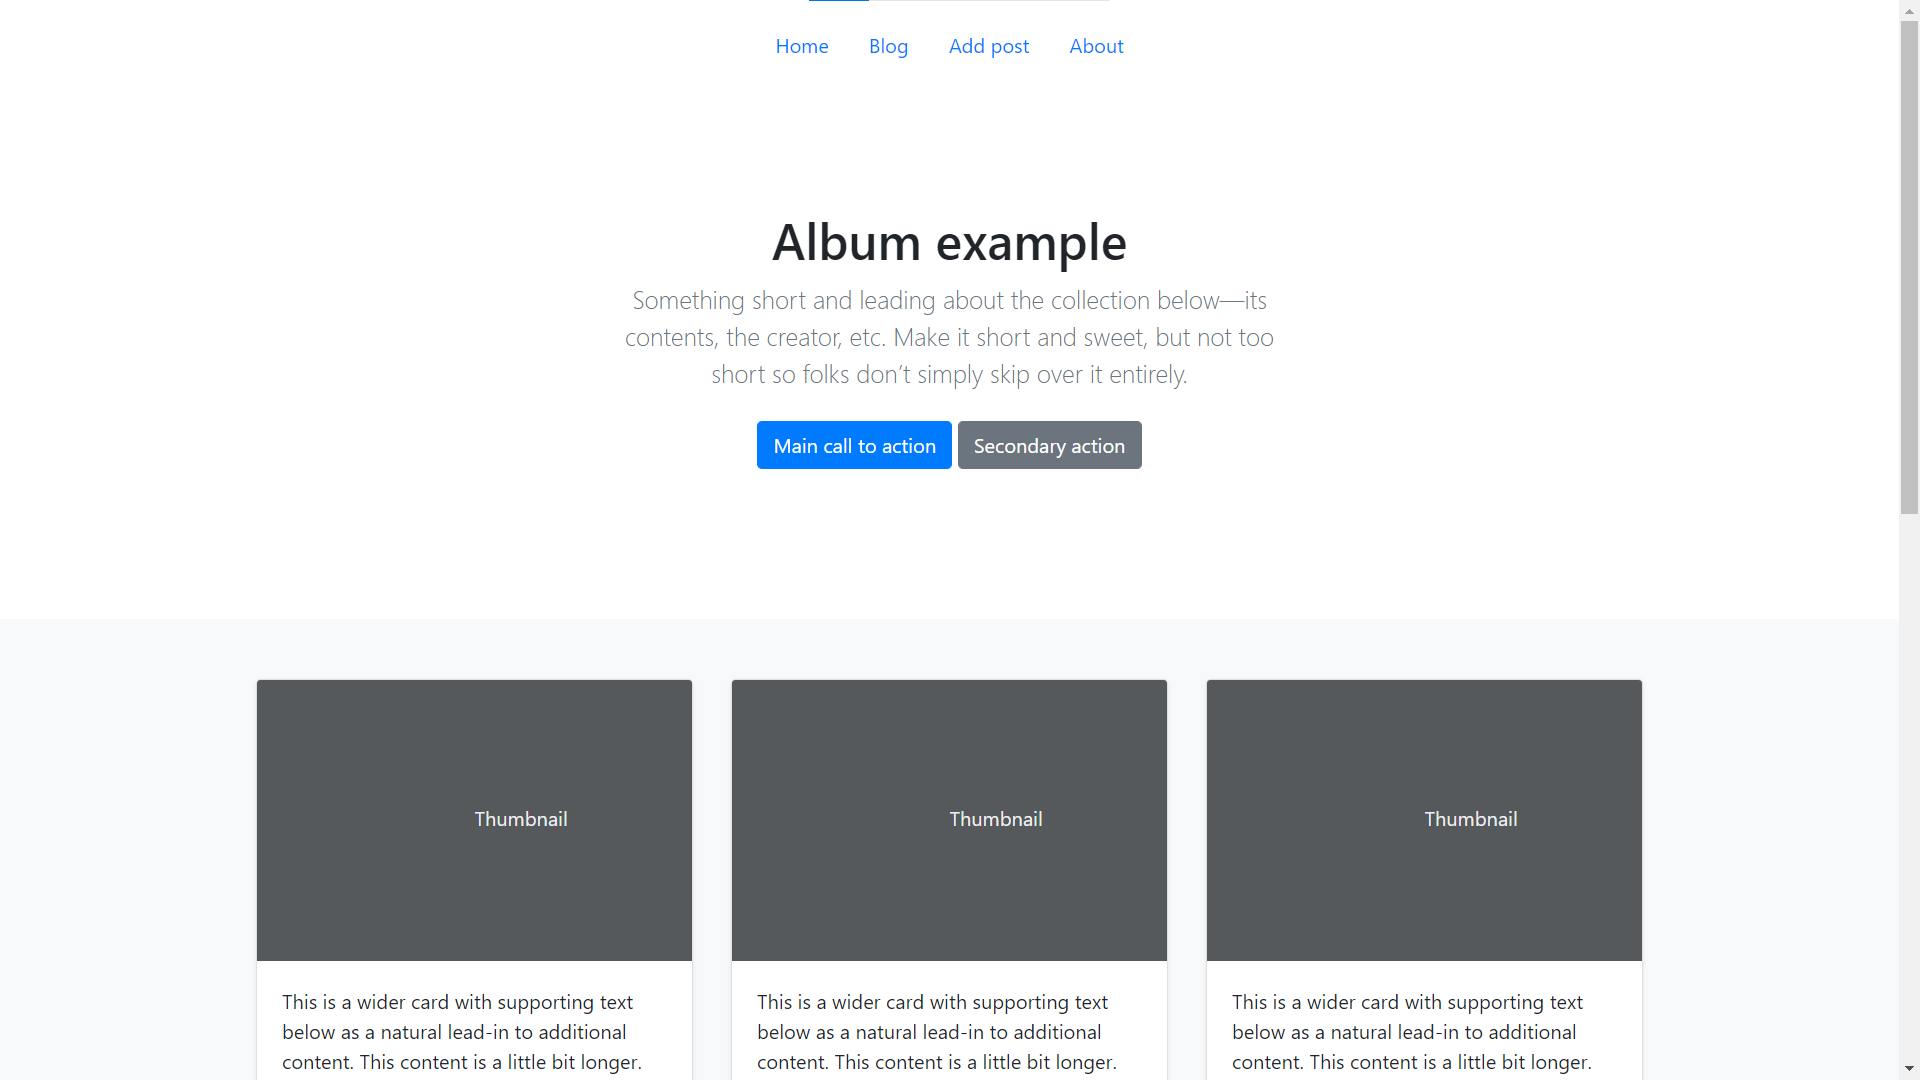 Home Blog Add post About
Album example
Something short and leading about the collection below—its
contents, the creator, etc. Make it short and sweet, but not too
short so folks don’t simply skip over it entirely.
Main call to action Secondary action
Thumbnail
This is a wider card with supporting text
below as a natural lead-in to additional
content. This content is a little bit longer.
Thumbnail
This is a wider card with supporting text
below as a natural lead-in to additional
content. This content is a little bit longer.
Thumbnail
This is a wider card with supporting text
below as a natural lead-in to additional
content. This content is a little bit longer.